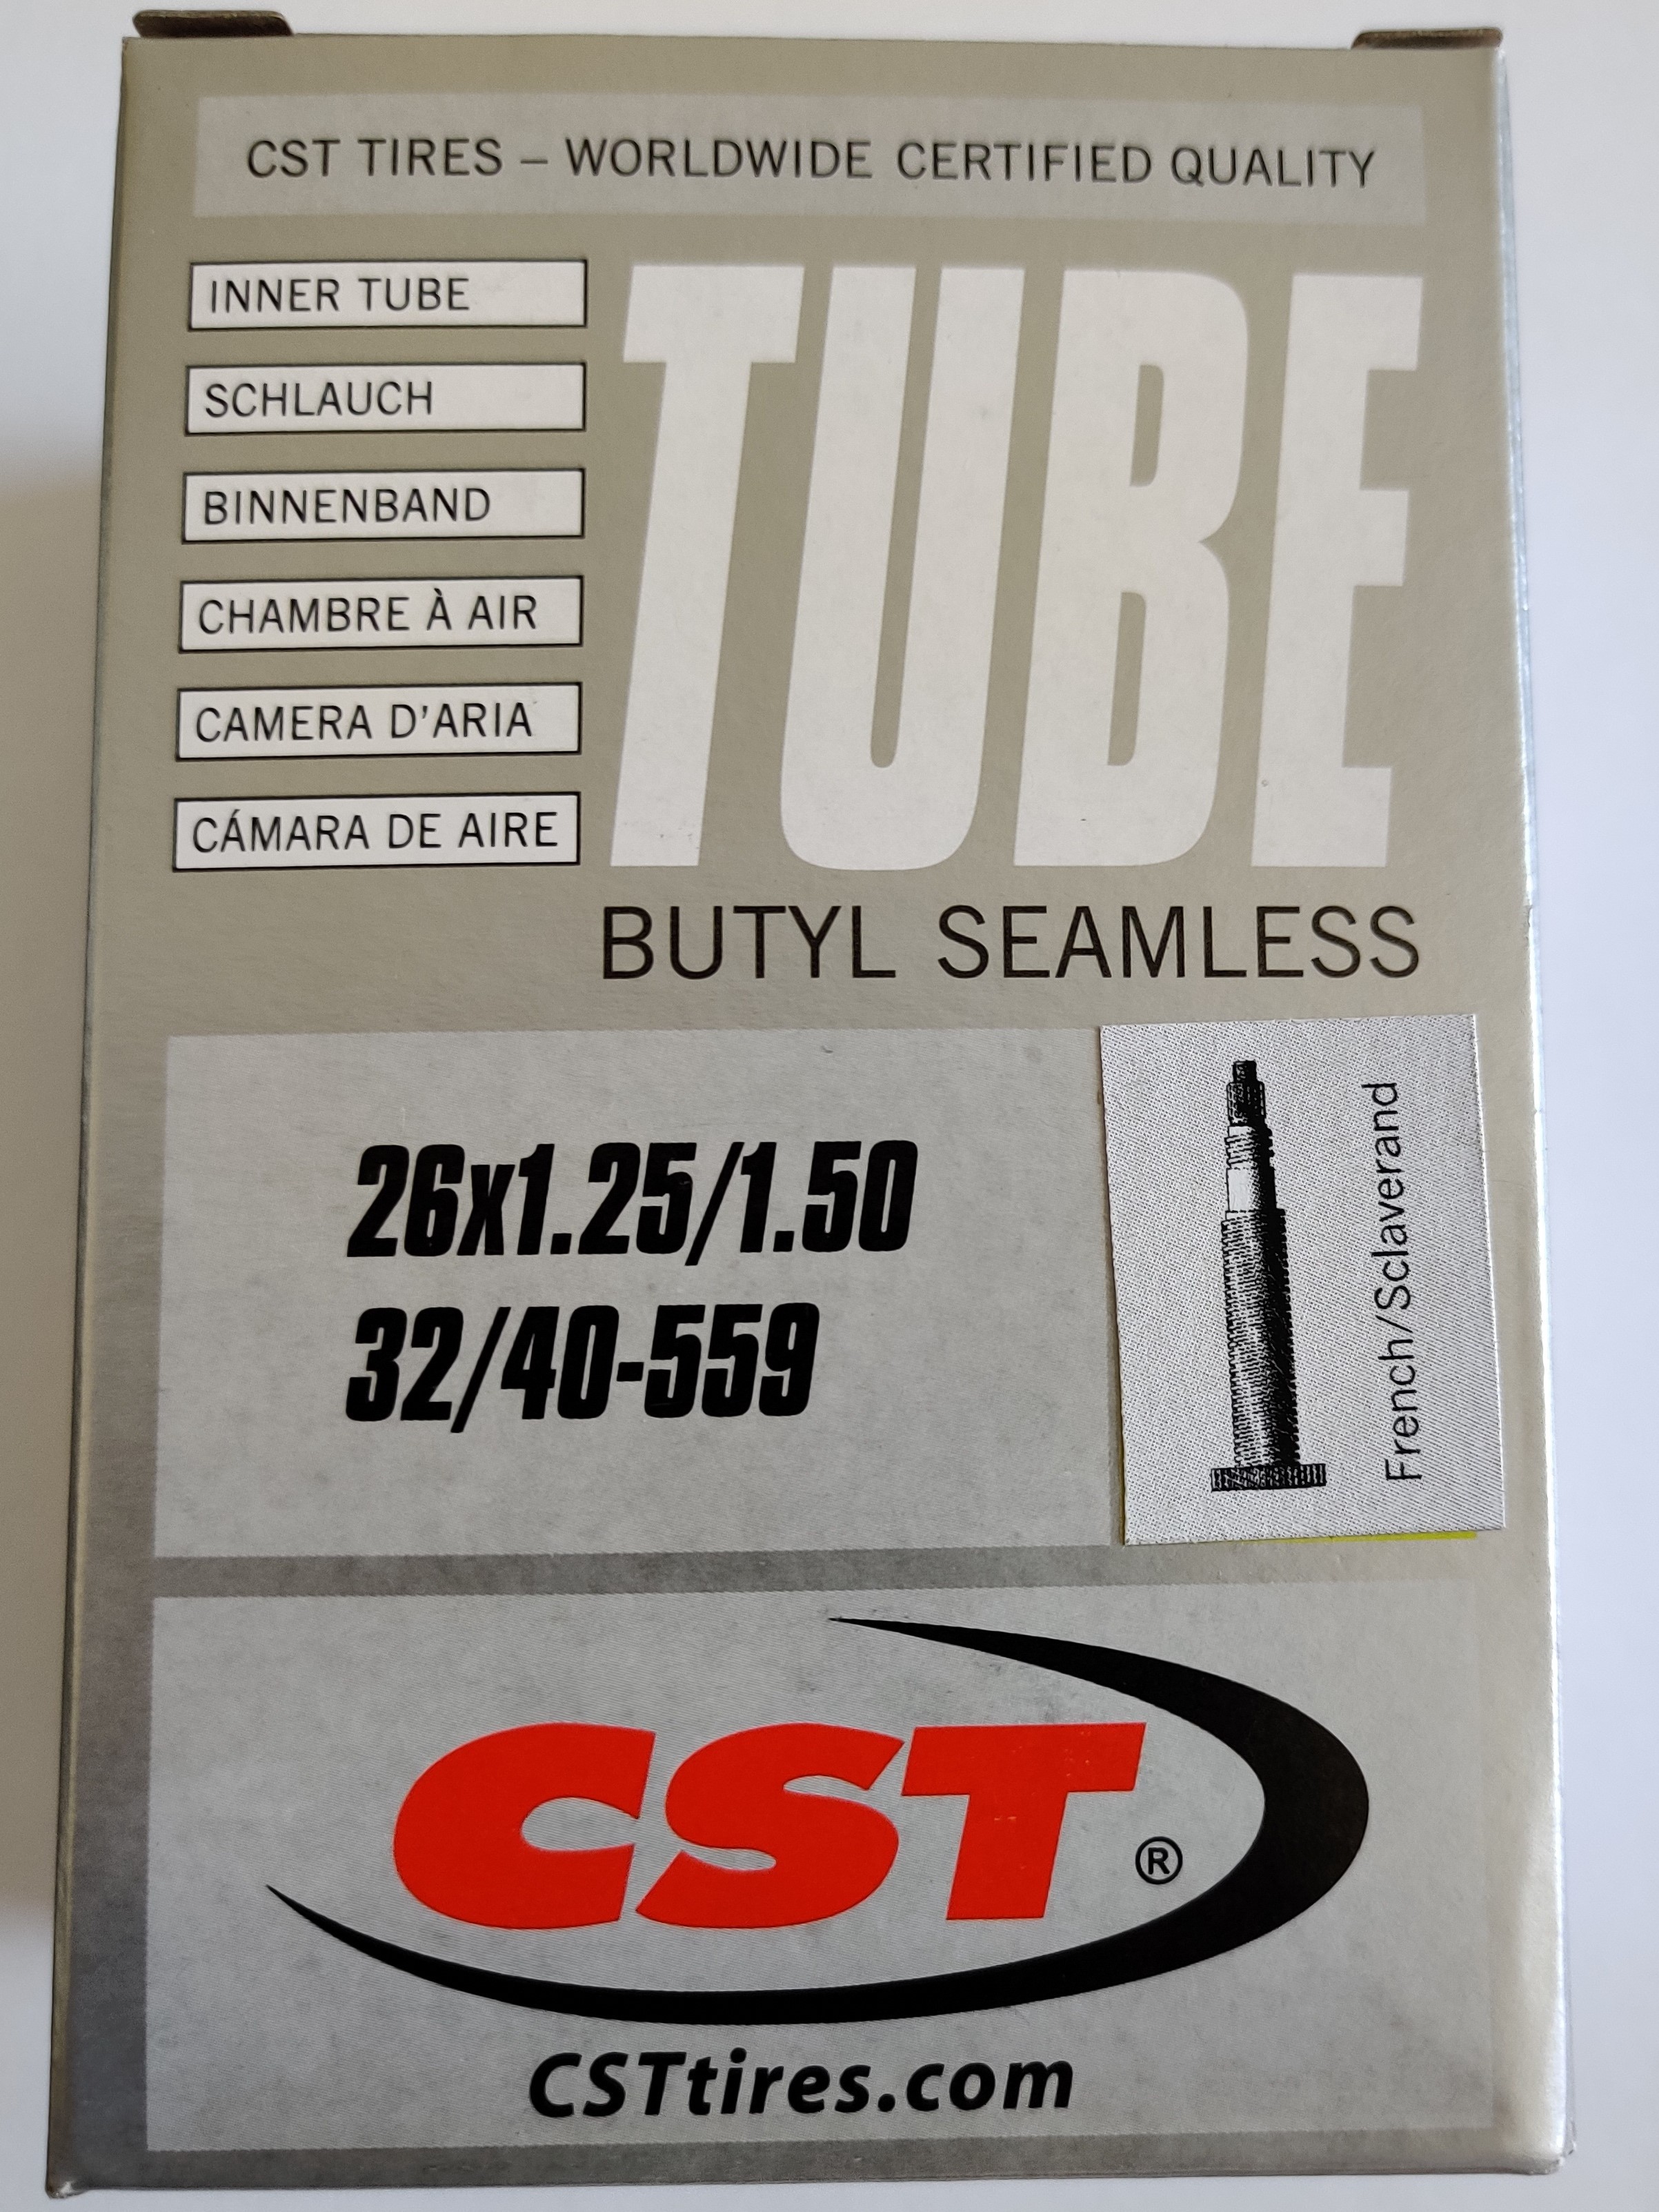 CST TIRES – WORLDWIDE CERTIFIED QUALITY
INNER TUBE
SCHLAUCH
BINNENBAND
CHAMBRE À AIR
CAMERA D'ARIA
CÁMARA DE AIRE
TUBE
BUTYL SEAMLESS
26x1.25/1.50
32/40-559
French/Sclaverand
CST®
CSTtires.com